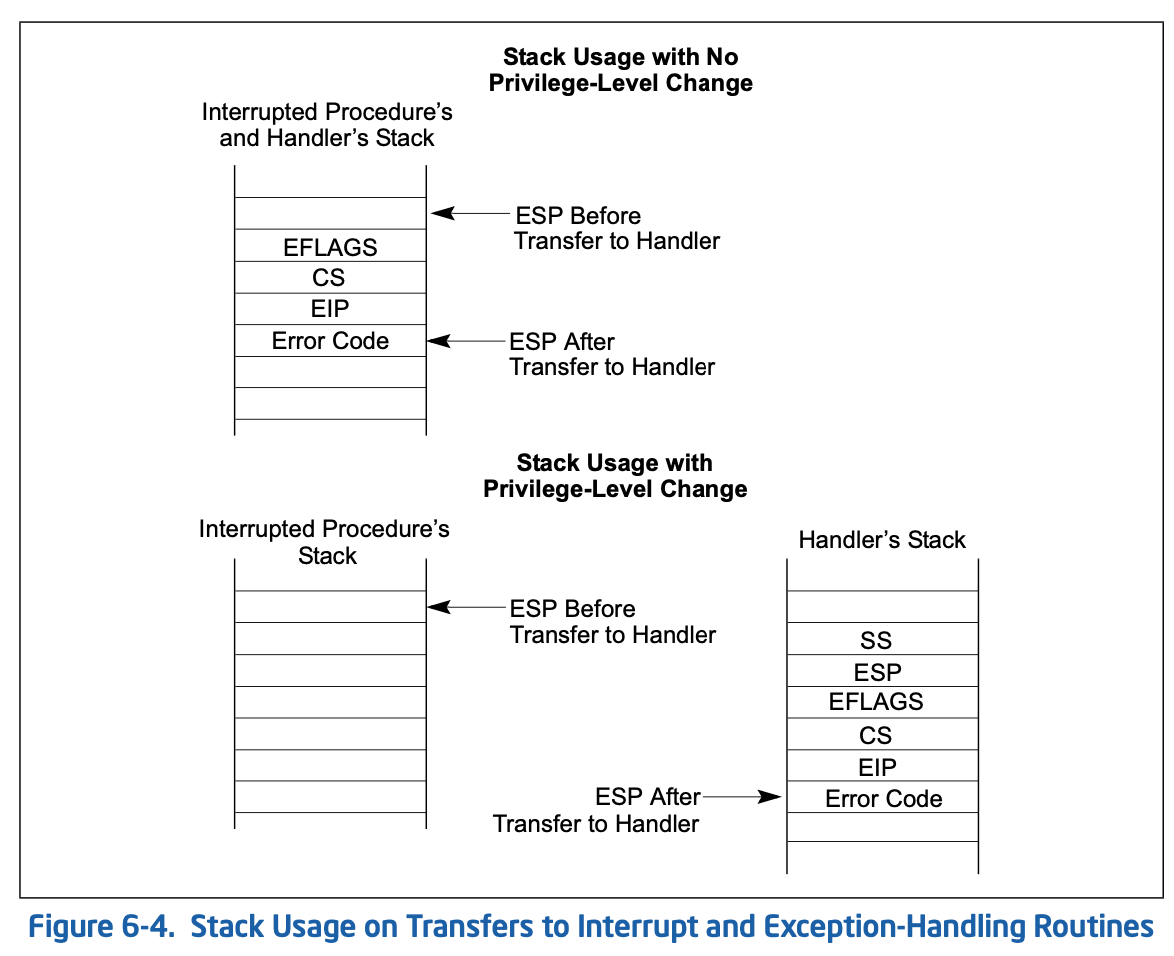 Stack Usage with No
Privilege-Level Change
Interrupted Procedure's
and Handler's Stack
ESP Before
Transfer to Handler
EFLAGS
CS
EIP
Error Code
ESP After
Transfer to Handler
Stack Usage with
Privilege-Level Change
Interrupted Procedure's
Stack
Handler's Stack
ESP Before
Transfer to Handler
SS
ESP
EFLAGS
CS
EIP
ESP After
Transfer to Handler
Error Code
Figure 6-4. Stack Usage on Transfers to Interrupt and Exception-Handling Routines